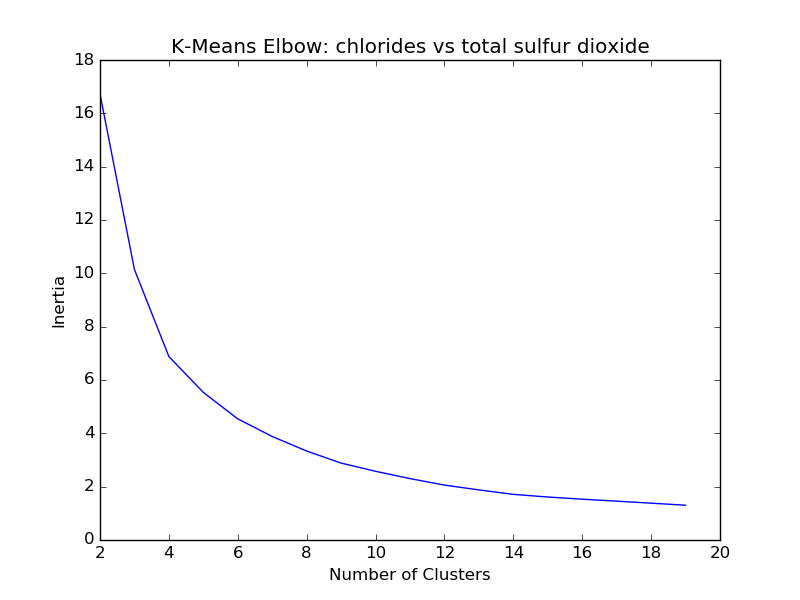 K-Means Elbow: chlorides vs total sulfur dioxide
18
16
14
12
10
8
6
4
2
0
Inertia
2 4 6 8 10 12 14 16 18 20
Number of Clusters